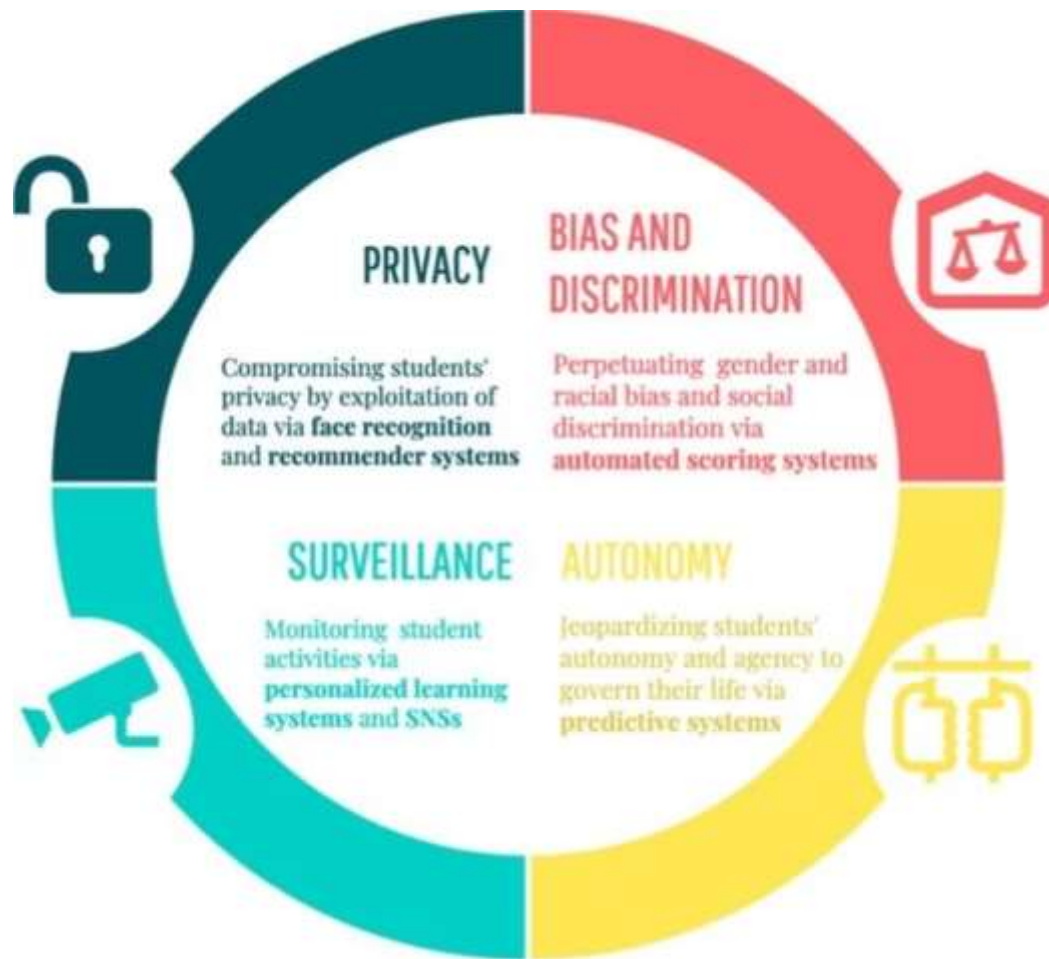 PRIVACY
Compromising students'
privacy by exploitation of
data via face recognition
and recommender systems
BIAS AND
DISCRIMINATION
Perpetuating gender and
racial bias and social
discrimination via
automated scoring systems
SURVEILLANCE
Monitoring student
activities via
personalized learning
systems and SNSs
AUTONOMY
Jeopardizing students'
autonomy and agency to
govern their life via
predictive systems